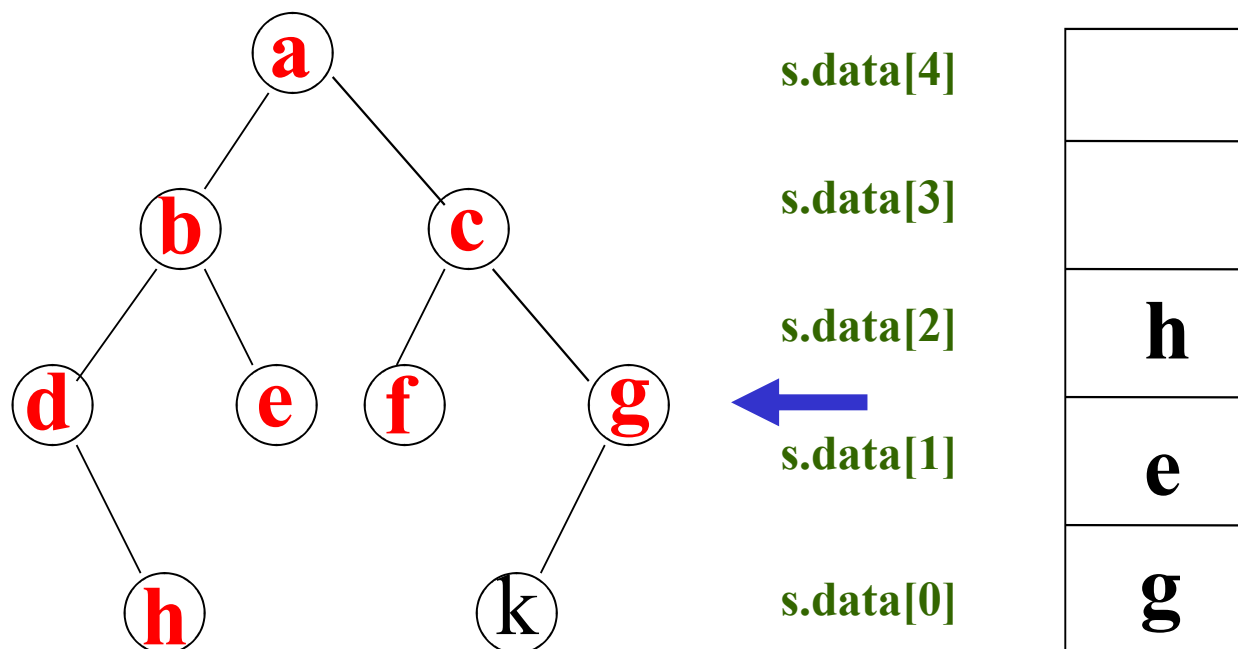 a
b c
d e f g
h k
s.data[4]
s.data[3]
s.data[2] h
s.data[1] e
s.data[0] g